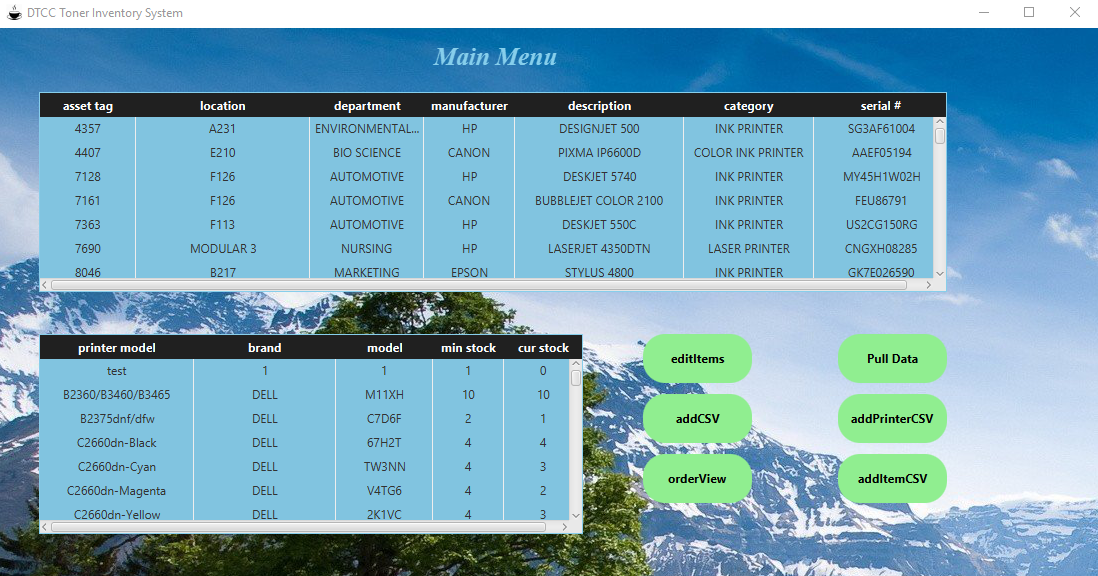 DTCC Toner Inventory System
Main Menu
asset tag location department manufacturer description category serial #
4357 A231 ENVIRONMENTAL... HP DESIGNJET 500 INK PRINTER SG3AF61004
4407 E210 BIO SCIENCE CANON PIXMA IP6600D COLOR INK PRINTER AAEF05194
7128 F126 AUTOMOTIVE HP DESKJET 5740 INK PRINTER MY45H1W02H
7161 F126 AUTOMOTIVE CANON BUBBLEJET COLOR 2100 INK PRINTER FEU86791
7363 F113 AUTOMOTIVE HP DESKJET 550C INK PRINTER US2CG150RG
7690 MODULAR 3 NURSING HP LASERJET 4350DTN LASER PRINTER CNGXH08285
8046 B217 MARKETING EPSON STYLUS 4800 INK PRINTER GK7E026590
printer model brand model min stock cur stock
test 1 1 1 0
B2360/B3460/B3465 DELL M11XH 10 10
B2375dnf/dfw DELL C7D6F 2 1
C2660dn-Black DELL 67H2T 4 4
C2660dn-Cyan DELL TW3NN 4 3
C2660dn-Magenta DELL V4TG6 4 2
C2660dn-Yellow DELL 2K1VC 4 3
editItems Pull Data
addCSV addPrinterCSV
orderView addItemCSV